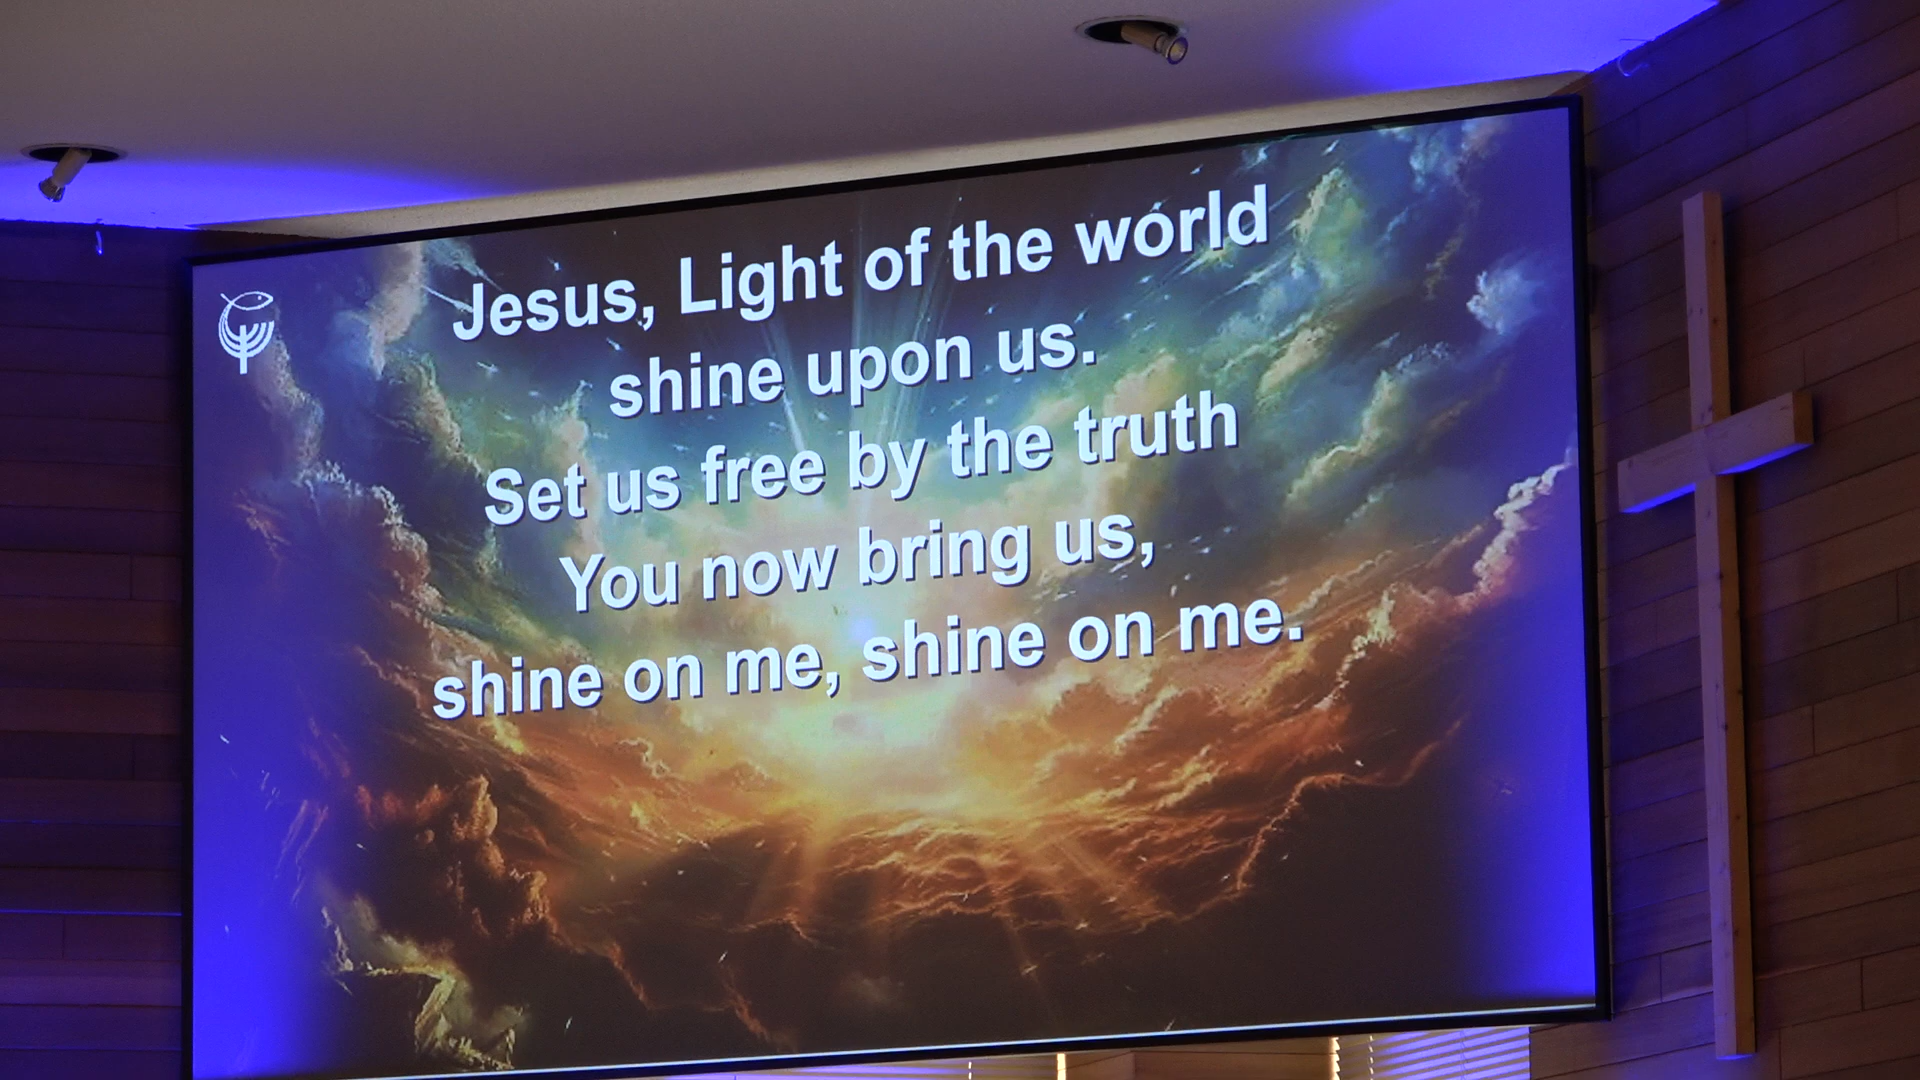 Jesus, Light of the world
shine upon us.
Set us free by the truth
You now bring us,
shine on me, shine on me.